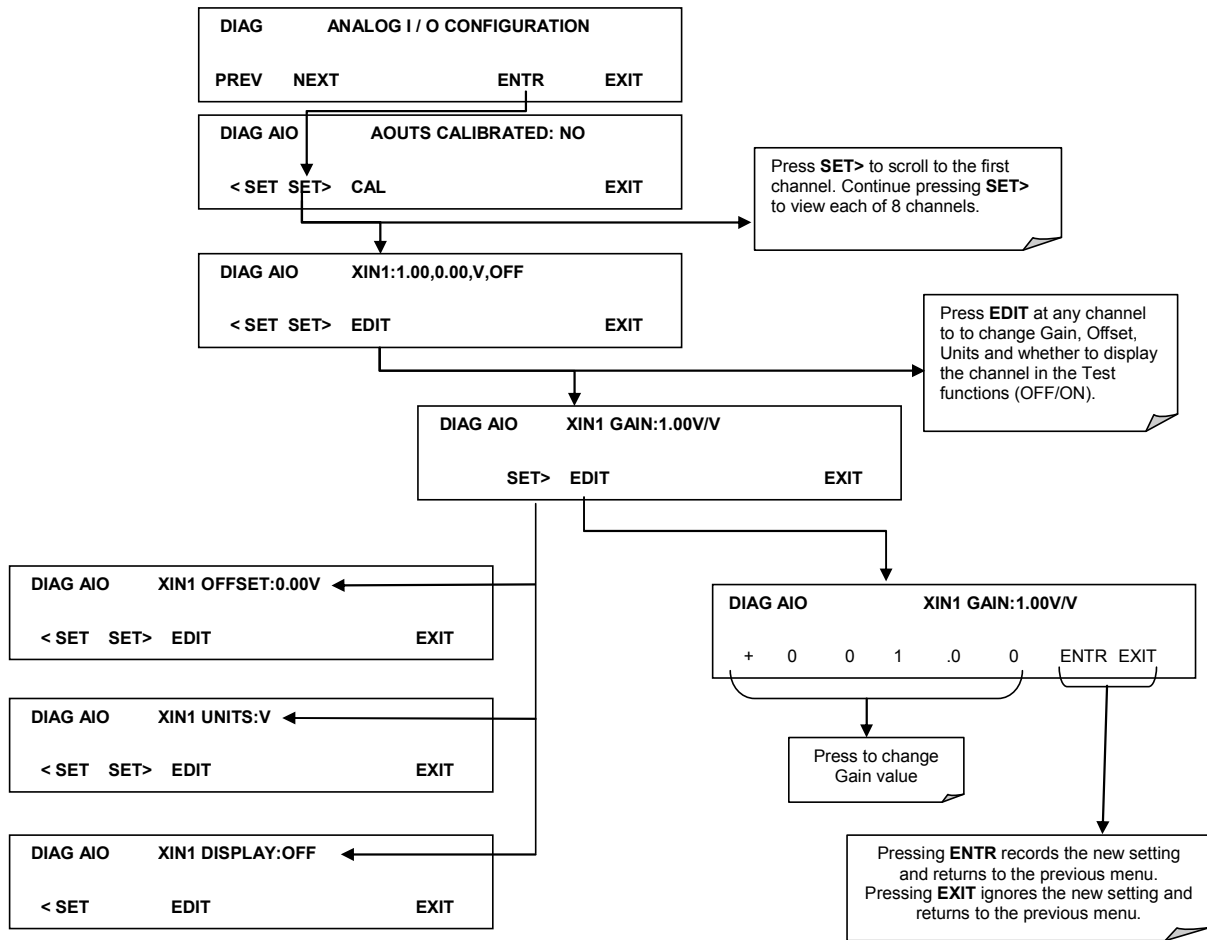 DIAG ANALOG I / O CONFIGURATION
PREV NEXT ENTR EXIT
DIAG AIO AOUTS CALIBRATED: NO
< SET SET> CAL EXIT
Press SET> to scroll to the first
channel. Continue pressing SET>
to view each of 8 channels.
DIAG AIO XIN1:1.00,0.00,V,OFF
< SET SET> EDIT EXIT
Press EDIT at any channel
to to change Gain, Offset,
Units and whether to display
the channel in the Test
functions (OFF/ON).
DIAG AIO XIN1 GAIN:1.00V/V
SET> EDIT EXIT
DIAG AIO XIN1 OFFSET:0.00V
< SET SET> EDIT EXIT
DIAG AIO XIN1 GAIN:1.00V/V
+ 0 0 1 .0 0 ENTR EXIT
DIAG AIO XIN1 UNITS:V
< SET SET> EDIT EXIT
Press to change
Gain value
DIAG AIO XIN1 DISPLAY:OFF
< SET EDIT EXIT
Pressing ENTR records the new setting
and returns to the previous menu.
Pressing EXIT ignores the new setting and
returns to the previous menu.